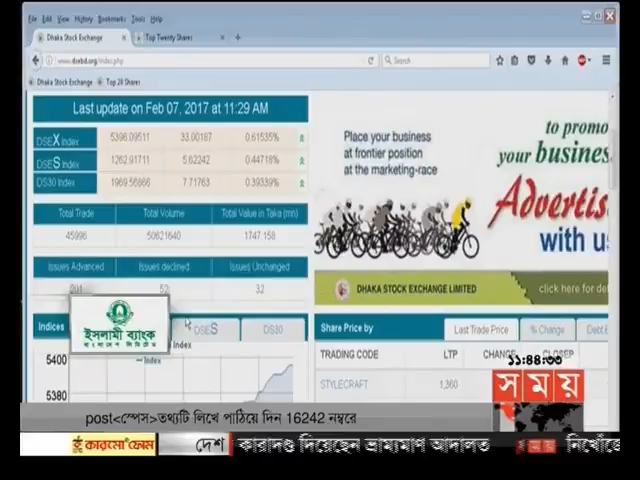 File Edit View History Bookmarks Tools Help
Dhaka Stock Exchange
Top Twenty Shares
www.dsebd.org/index.php
Search
Dhaka Stock Exchange Top 20 Shares
Last update on Feb 07, 2017 at 11:29 AM
DSEX Index 5396.09511 33.00187 0.61535%
DSES Index 1262.91711 5.62242 0.44718%
DS30 Index 1969.56866 7.71763 0.39339%
Total Trade Total Volume Total Value in Taka (mn)
45996 50621640 1747.158
Issues Advanced Issues declined Issues Unchanged
201 52 32
Place your business
at frontier position
at the marketing-race
to promo
your business
Advertis
with us
DHAKA STOCK EXCHANGE LIMITED
click here for de
Indices
DSES
DS30
ইসলামী ব্যাংক
বাংলাদেশ লিমিটেড
Index
5400
5380
Share Price by
Last Trade Price
% Change
TRADING CODE LTP CHANGE CLOSEP
STYLECRAFT 1,360
১১:৪৪:৩৩
সময়
post<স্পেস>তথ্যটি লিখে পাঠিয়ে দিন 16242 নম্বরে
কারমো ফোম
দেশ
কারাদণ্ড দিয়েছেন ভ্রাম্যমাণ আদালত
সময়
নিখোঁজ